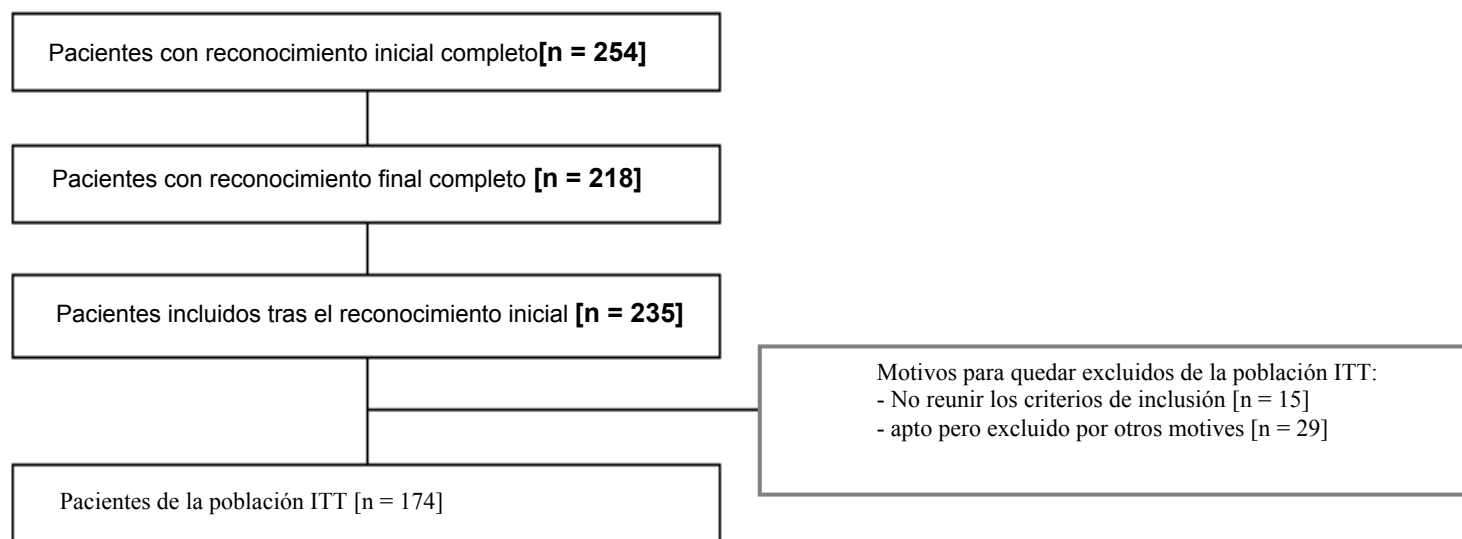 Pacientes con reconocimiento inicial completo[n = 254]
Pacientes con reconocimiento final completo [n = 218]
Pacientes incluidos tras el reconocimiento inicial [n = 235]
Motivos para quedar excluidos de la población ITT:
- No reunir los criterios de inclusión [n = 15]
- apto pero excluido por otros motives [n = 29]
Pacientes de la población ITT [n = 174]